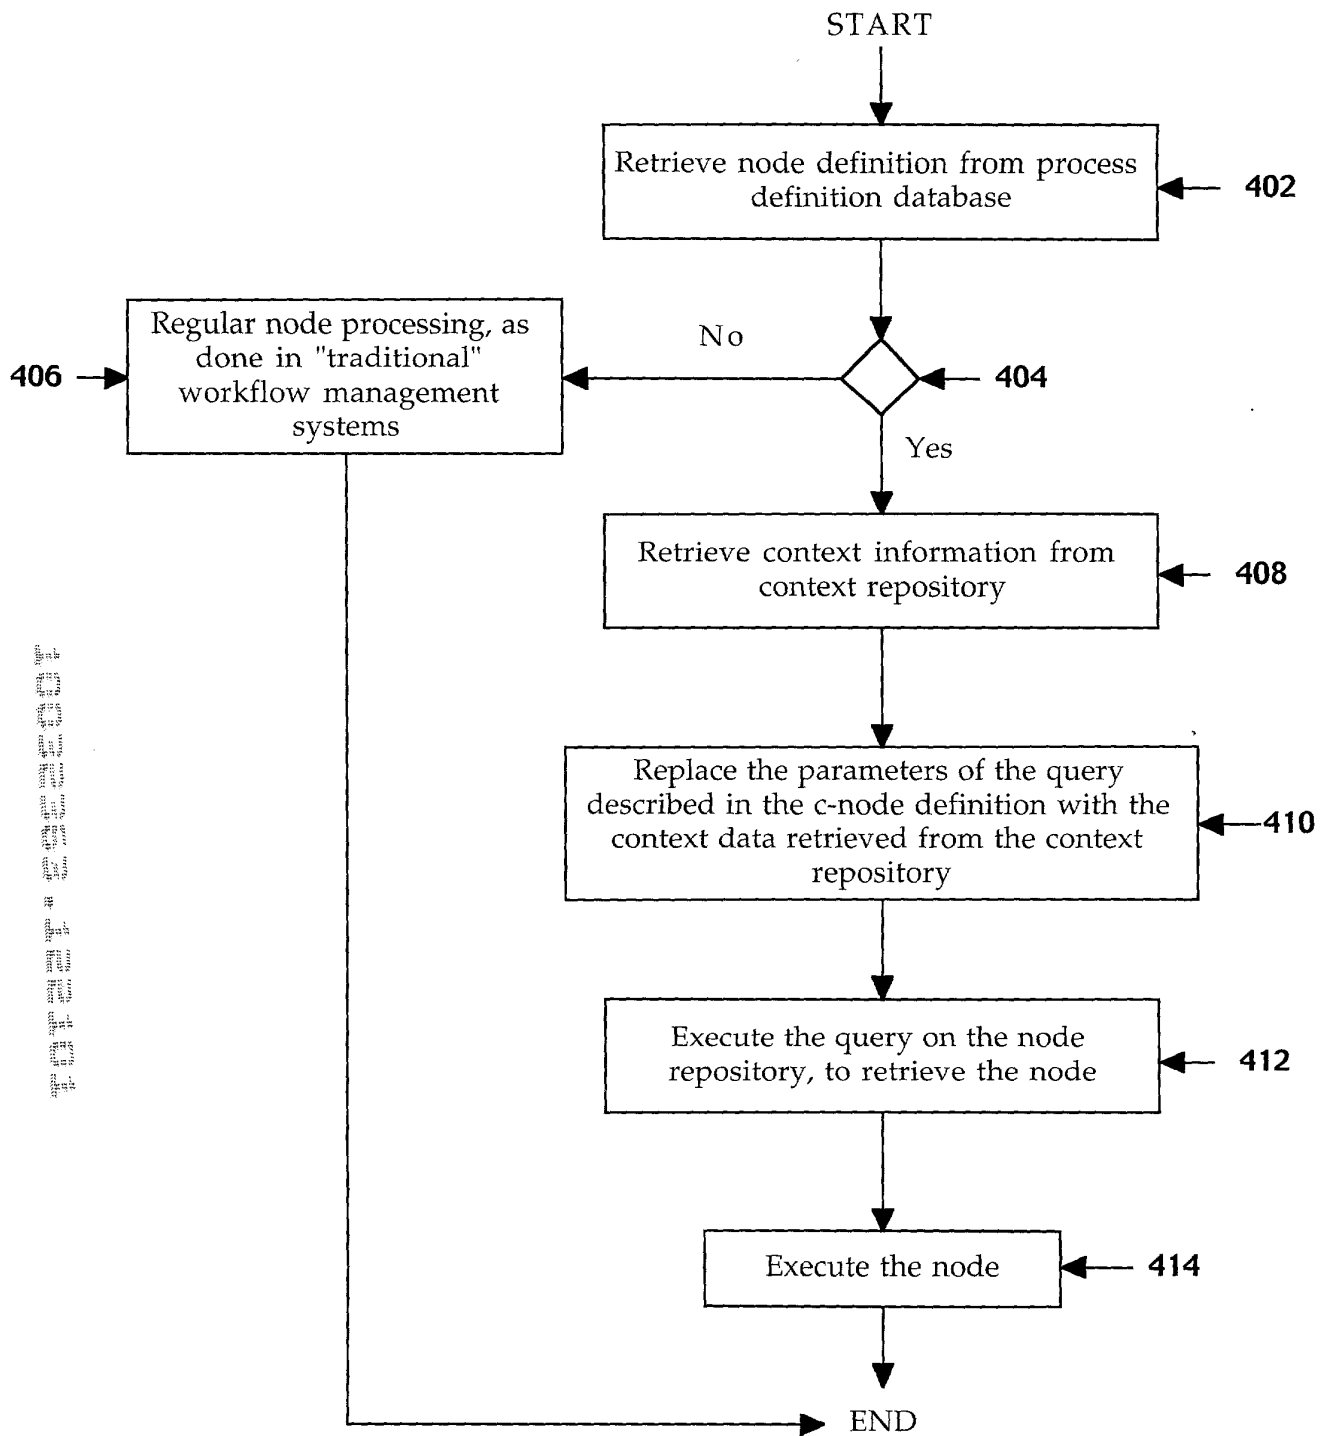 START
Retrieve node definition from process
definition database
402
Regular node processing, as
done in "traditional"
workflow management
systems
406
No
404
Yes
Retrieve context information from
context repository
408
Replace the parameters of the query
described in the c-node definition with the
context data retrieved from the context
repository
410
Execute the query on the node
repository, to retrieve the node
412
Execute the node
414
END